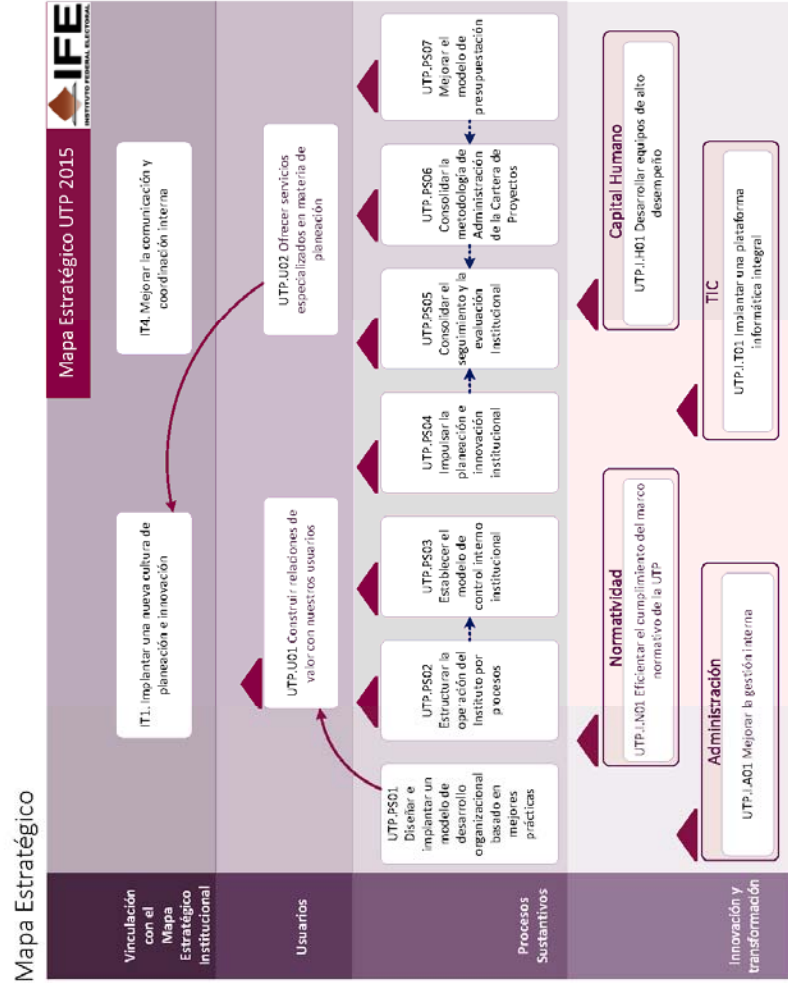 Mapa Estratégico
Mapa Estratégico UTP 2015
IFE
INSTITUTO FEDERAL ELECTORAL
Vinculación
con el
Mapa
Estratégico
Institucional
IT1. Implantar una nueva cultura de
planeación e innovación
IT4. Mejorar la comunicación y
coordinación interna
Usuarios
UTP.U01 Construir relaciones de
valor con nuestros usuarios
UTP.U02 Ofrecer servicios
especializados en materia de
planeación
Procesos
Sustantivos
UTP.PS01
Diseñar e
implantar un
modelo de
desarrollo
organizacional
basado en
mejores
prácticas
UTP.PS02
Estructurar la
operación del
Instituto por
procesos
UTP.PS03
Establecer el
modelo de
control interno
institucional
UTP.PS04
Impulsar la
planeación e
innovación
institucional
UTP.PS05
Consolidar el
seguimiento y la
evaluación
Institucional
UTP.PS06
Consolidar la
metodología de
Administración
de la Cartera de
Proyectos
UTP.PS07
Mejorar el
modelo de
presupuestación
Innovación y
transformación
Normatividad
UTP.I.N01 Eficientar el cumplimiento del marco
normativo de la UTP
Capital Humano
UTP.I.H01 Desarrollar equipos de alto
desempeño
Administración
UTP.I.A01 Mejorar la gestión interna
TIC
UTP.I.T01 Implantar una plataforma
informática integral